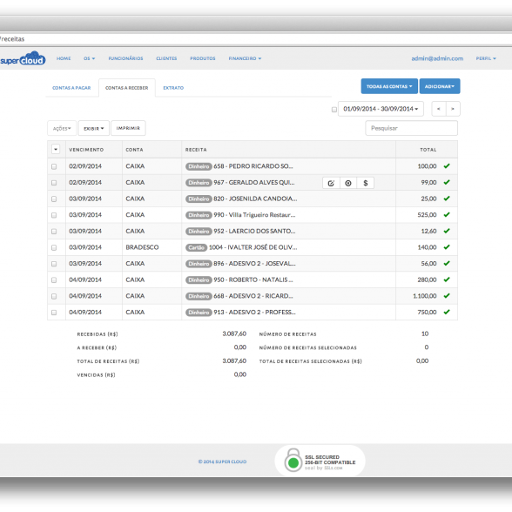 /receitas
supercloud HOME OS FUNCIONÁRIOS CLIENTES PRODUTOS FINANCEIRO admin@admin.com PERFIL
CONTAS A PAGAR CONTAS A RECEBER EXTRATO TODAS AS CONTAS ADICIONAR
01/09/2014 - 30/09/2014 < >
AÇÕES EXIBIR IMPRIMIR Pesquisar
VENCIMENTO CONTA RECEITA TOTAL
02/09/2014 CAIXA Dinheiro 658 - PEDRO RICARDO SO... 100,00
02/09/2014 CAIXA Dinheiro 967 - GERALDO ALVES QUI... $ 99,00
03/09/2014 CAIXA Dinheiro 820 - JOSENILDA CANDOIA... 25,00
03/09/2014 CAIXA Dinheiro 990 - Villa Trigueiro Restaur... 525,00
03/09/2014 CAIXA Dinheiro 952 - LAERCIO DOS SANTO... 12,60
03/09/2014 BRADESCO Cartão 1004 - IVALTER JOSÉ DE OLIV... 140,00
03/09/2014 CAIXA Dinheiro 896 - ADESIVO 2 - JOSEVAL... 56,00
04/09/2014 CAIXA Dinheiro 950 - ROBERTO - NATALIS ... 280,00
04/09/2014 CAIXA Dinheiro 668 - ADESIVO 2 - RICARD... 1.100,00
04/09/2014 CAIXA Dinheiro 913 - ADESIVO 2 - PROFESS... 750,00
RECEBIDAS (R$) 3.087,60 NÚMERO DE RECEITAS 10
A RECEBER (R$) 0,00 NÚMERO DE RECEITAS SELECIONADAS 0
TOTAL DE RECEITAS (R$) 3.087,60 TOTAL DE RECEITAS SELECIONADAS (R$) 0,00
VENCIDAS (R$) 0,00
© 2014 SUPER CLOUD
SSL SECURED
256-BIT COMPATIBLE